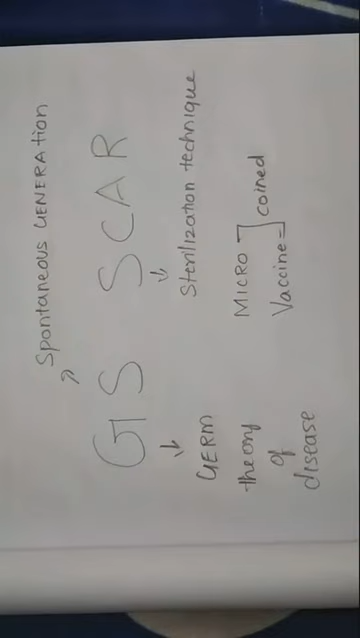 Spontaneous GENERAtion
GS SCAR
GERM
theory
of
disease
Sterilization technique
MICRO
Vaccine
coined